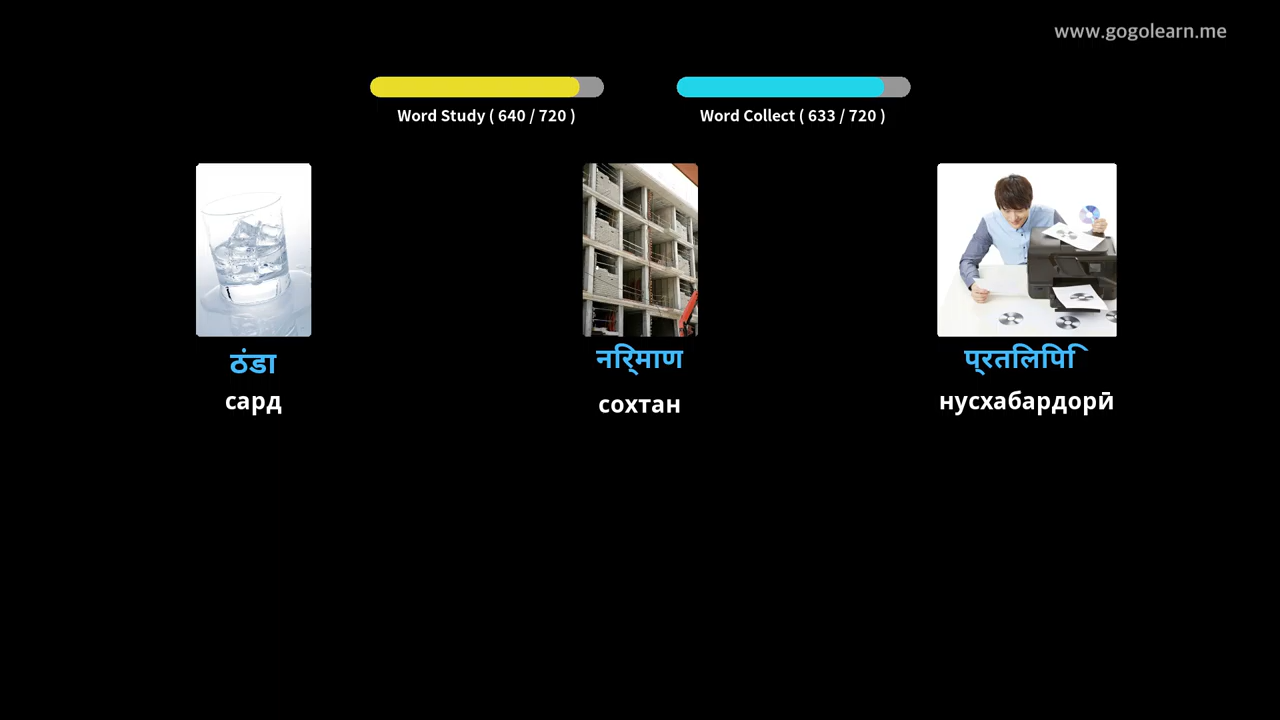 www.gogolearn.me
Word Study ( 640 / 720 )
Word Collect ( 633 / 720 )
ठंडा
निर्माण
प्रतिलिपि
сард
сохтан
нусхабардорӣ